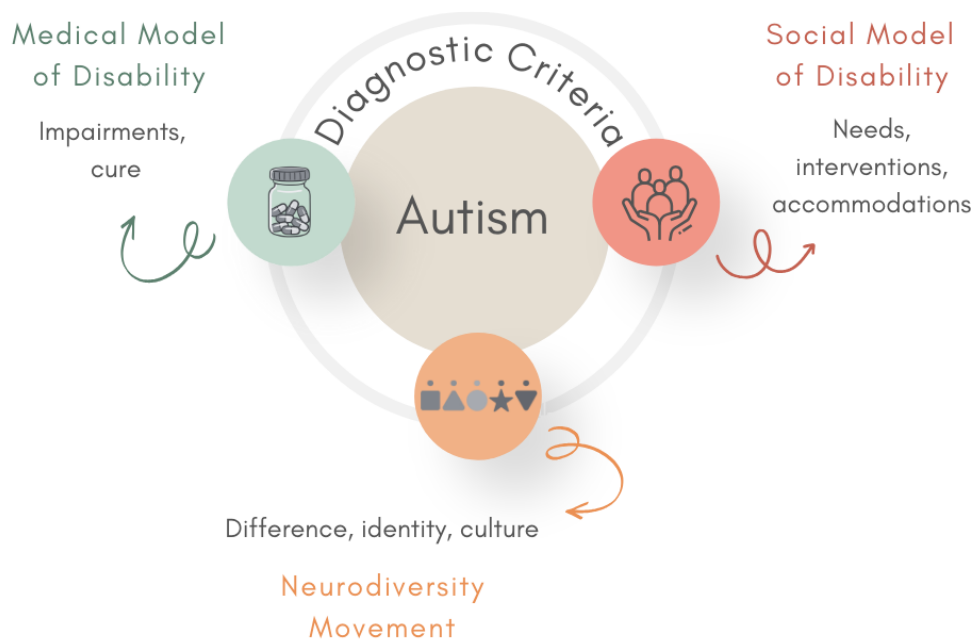 Medical Model
of Disability
Impairments,
cure
Diagnostic Criteria
Autism
Social Model
of Disability
Needs,
interventions,
accommodations
Difference, identity, culture
Neurodiversity
Movement